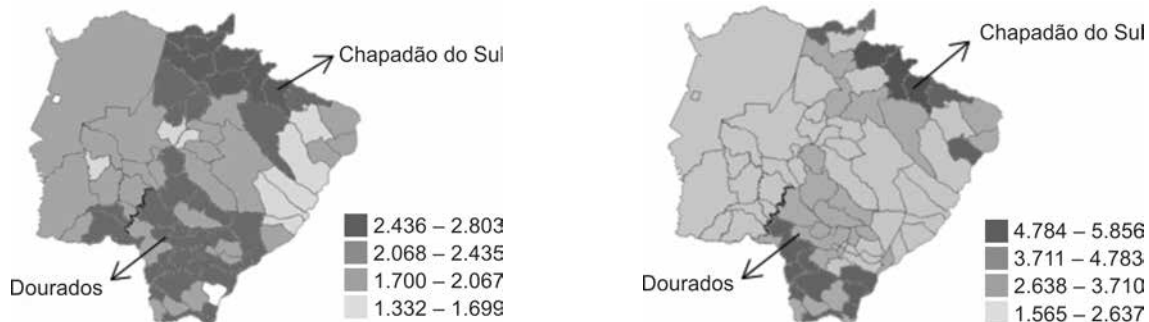 Chapadão do Sul
Dourados
2.436 – 2.803
2.068 – 2.435
1.700 – 2.067
1.332 – 1.699
Chapadão do Sul
Dourados
4.784 – 5.856
3.711 – 4.783
2.638 – 3.710
1.565 – 2.637